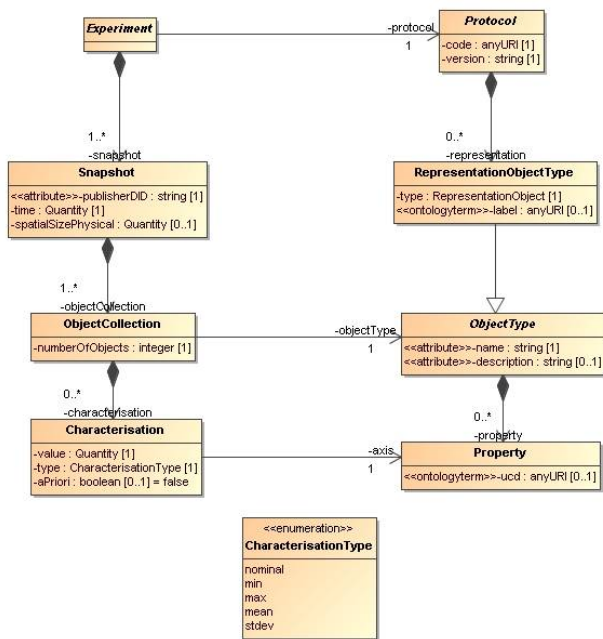 Experiment
-protocol
1
Protocol
-code : anyURI [1]
-version : string [1]
1..*
-snapshot
0..*
-representation
Snapshot
<<attribute>>-publisherDID : string [1]
-time : Quantity [1]
-spatialSizePhysical : Quantity [0..1]
RepresentationObjectType
-type : RepresentationObject [1]
<<ontologyterm>>-label : anyURI [0..1]
1..*
-objectCollection
ObjectCollection
-numberOfObjects : integer [1]
-objectType
1
ObjectType
<<attribute>>-name : string [1]
<<attribute>>-description : string [0..1]
0..*
-characterisation
0..*
-property
Characterisation
-value : Quantity [1]
-type : CharacterisationType [1]
-aPriori : boolean [0..1] = false
-axis
1
Property
<<ontologyterm>>-ucd : anyURI [0..1]
<<enumeration>>
CharacterisationType
nominal
min
max
mean
stdev